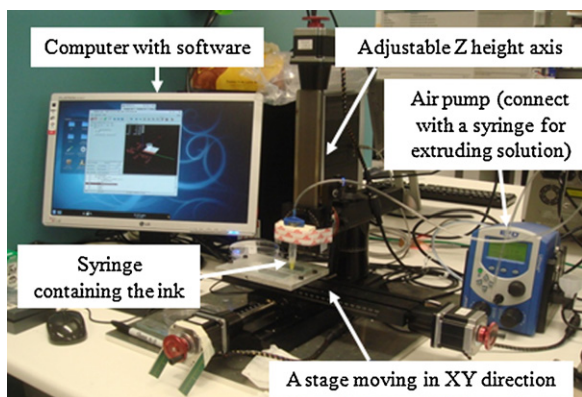 Computer with software
Adjustable Z height axis
Air pump (connect
with a syringe for
extruding solution)
Syringe
containing the ink
A stage moving in XY direction
LG